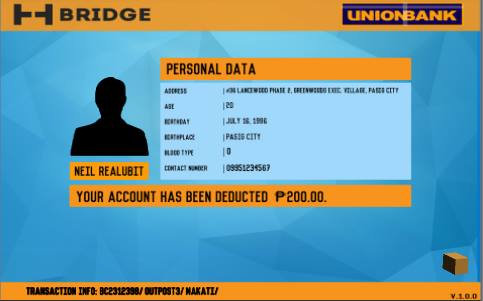 BRIDGE
UNIONBANK
PERSONAL DATA
ADDRESS | #36 LANCEWOOD PHASE 2, GREENWOODS EXEC. VILLAGE, PASIG CITY
AGE | 20
BIRTHDAY | JULY 16, 1996
BIRTHPLACE | PASIG CITY
BLOOD TYPE | O
CONTACT NUMBER | 09951234567
NEIL REALUBIT
YOUR ACCOUNT HAS BEEN DEDUCTED ₱200.00.
TRANSACTION INFO: BC2312398/ OUTPOST3/ MAKATI/
V.1.0.0